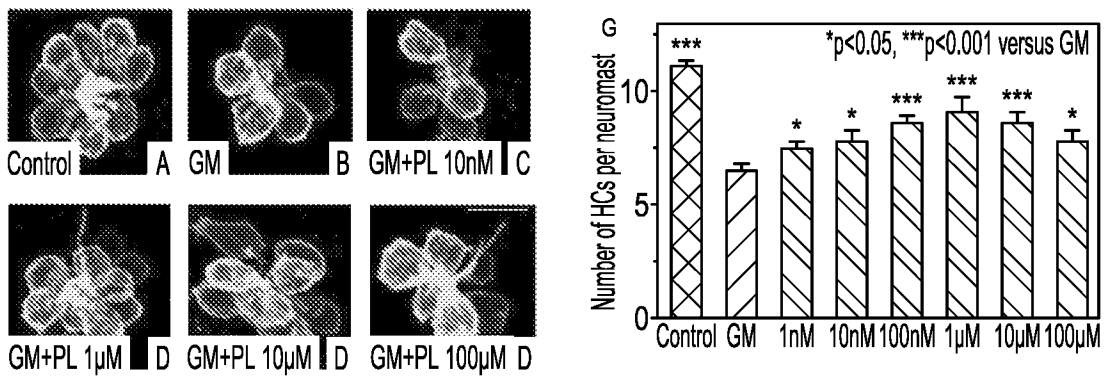 Control A
GM B
GM+PL 10nM C
GM+PL 1µM D
GM+PL 10µM D
GM+PL 100µM D
G
*p<0.05, ***p<0.001 versus GM
Number of HCs per neuromast
10
5
0
***
*
*
***
***
***
*
Control GM 1nM 10nM 100nM 1µM 10µM 100µM